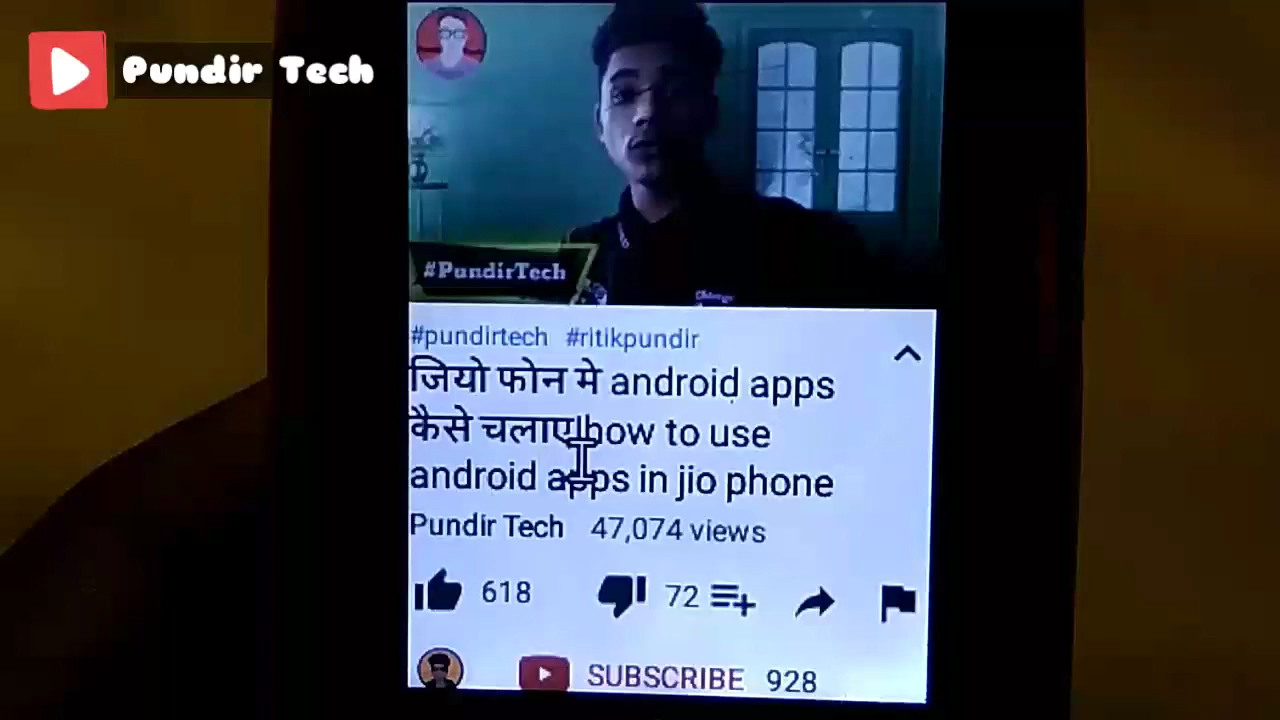 Pundir Tech
#PundirTech
#pundirtech #ritikpundir
जियो फोन मे android apps
कैसे चलाए||how to use
android apps in jio phone
Pundir Tech 47,074 views
618 72
SUBSCRIBE 928